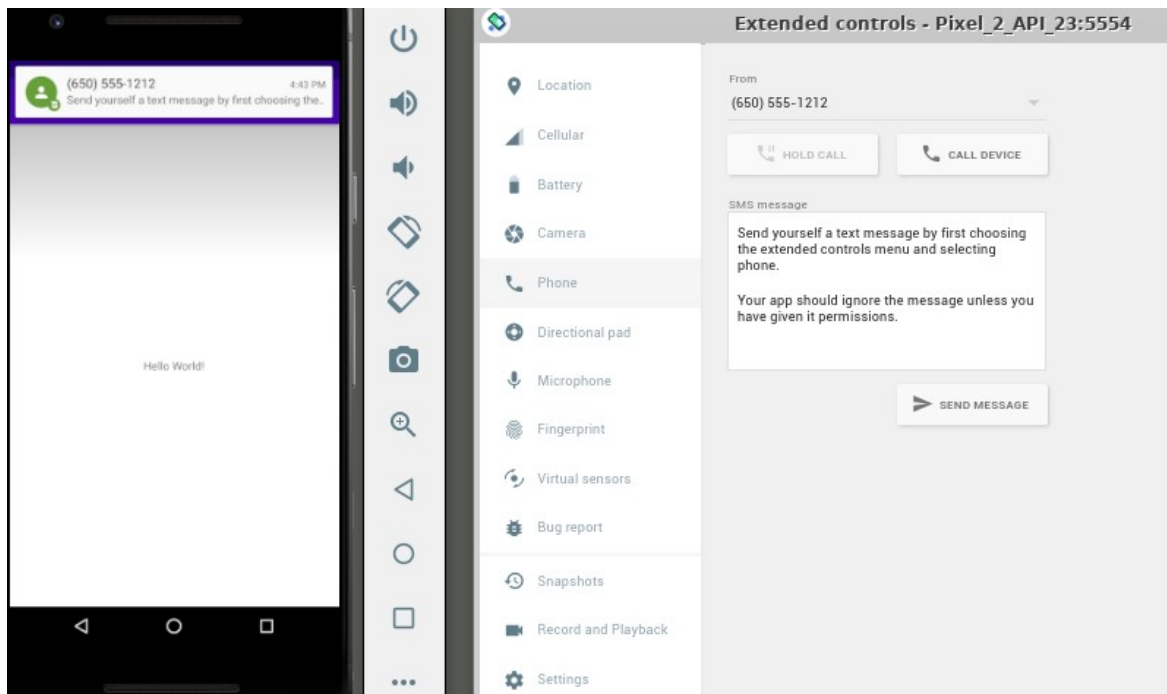 (650) 555-1212 4:43 PM
Send yourself a text message by first choosing the..
Hello World!
Extended controls - Pixel_2_API_23:5554
Location
Cellular
Battery
Camera
Phone
Directional pad
Microphone
Fingerprint
Virtual sensors
Bug report
Snapshots
Record and Playback
Settings
From
(650) 555-1212
HOLD CALL CALL DEVICE
SMS message
Send yourself a text message by first choosing
the extended controls menu and selecting
phone.
Your app should ignore the message unless you
have given it permissions.
SEND MESSAGE